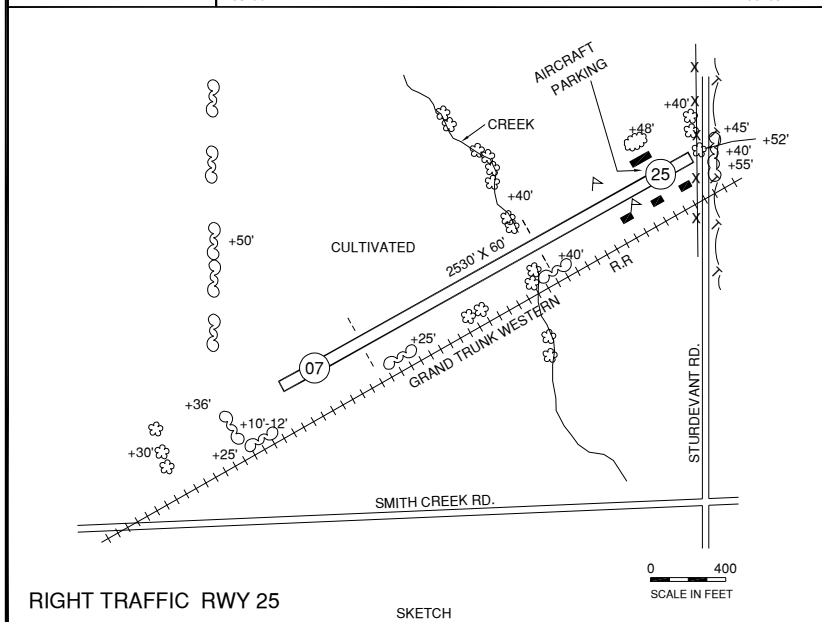 AIRCRAFT
PARKING
+40'
+48'
+45'
+52'
+40'
+55'
CREEK
25
+40'
+50'
CULTIVATED
2530' X 60'
R.R
+40'
GRAND TRUNK WESTERN
+25'
07
STURDEVANT RD.
+36'
+10'-12'
+30'
+25'
SMITH CREEK RD.
0 400
SCALE IN FEET
RIGHT TRAFFIC RWY 25
SKETCH